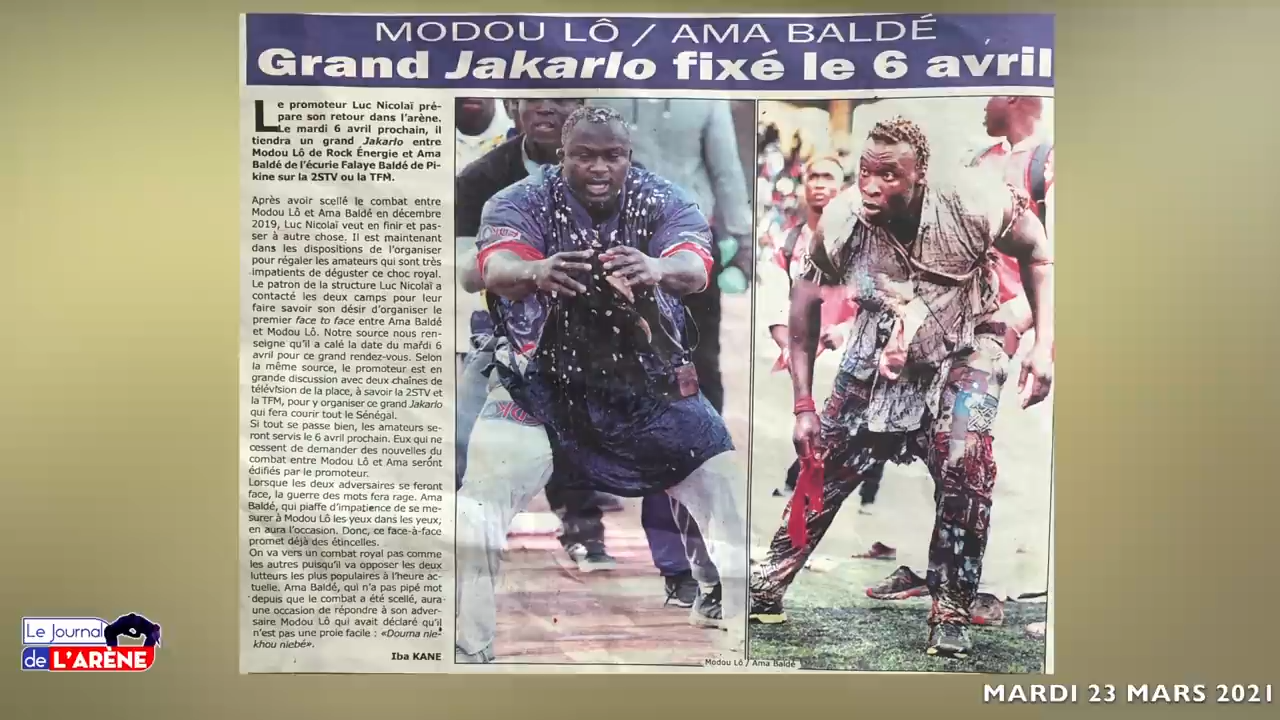 MODOU LÔ / AMA BALDÉ
Grand Jakarlo fixé le 6 avril
Le promoteur Luc Nicolaï pré-
pare son retour dans l'arène.
Le mardi 6 avril prochain, il
tiendra un grand Jakarlo entre
Modou Lô de Rock Énergie et Ama
Baldé de l'écurie Falaye Baldé de Pi-
kine sur la 2STV ou la TFM.
Après avoir scellé le combat entre
Modou Lô et Ama Baldé en décembre
2019, Luc Nicolaï veut en finir et pas-
ser à autre chose. Il est maintenant
dans les dispositions de l'organiser
pour régaler les amateurs qui sont très
impatients de déguster ce choc royal.
Le patron de la structure Luc Nicolaï a
contacté les deux camps pour leur
faire savoir son désir d'organiser le
premier face to face entre Ama Baldé
et Modou Lô. Notre source nous ren-
seigne qu'il a calé la date du mardi 6
avril pour ce grand rendez-vous. Selon
la même source, le promoteur est en
grande discussion avec deux chaînes de
télévision de la place, à savoir la 2STV et
la TFM, pour y organiser ce grand Jakarlo
qui fera courir tout le Sénégal.
Si tout se passe bien, les amateurs se-
ront servis le 6 avril prochain. Eux qui ne
cessent de demander des nouvelles du
combat entre Modou Lô et Ama seront
édifiés par le promoteur.
Lorsque les deux adversaires se feront
face, la guerre des mots fera rage. Ama
Baldé, qui piaffe d'impatience de se me-
surer à Modou Lô les yeux dans les yeux,
en aura l'occasion. Donc, ce face-à-face
promet déjà des étincelles.
On va vers un combat royal pas comme
les autres puisqu'il va opposer les deux
lutteurs les plus populaires à l'heure ac-
tuelle. Ama Baldé, qui n'a pas pipé mot
depuis que le combat a été scellé, aura
une occasion de répondre à son adver-
saire Modou Lô qui avait déclaré qu'il
n'est pas une proie facile : «Douma nie-
khou niebé».
Iba KANE
Modou Lô / Ama Baldé
Le Journal
de L'ARÈNE
MARDI 23 MARS 2021